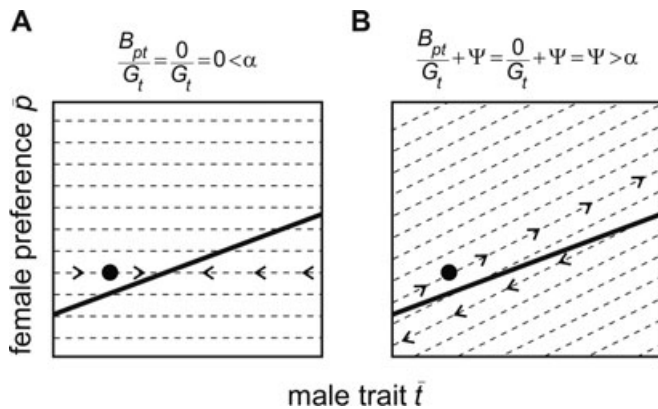 A
B
B_pt/G_t = 0/G_t = 0 < α
B_pt/G_t + Ψ = 0/G_t + Ψ = Ψ > α
female preference p̄
male trait t̄